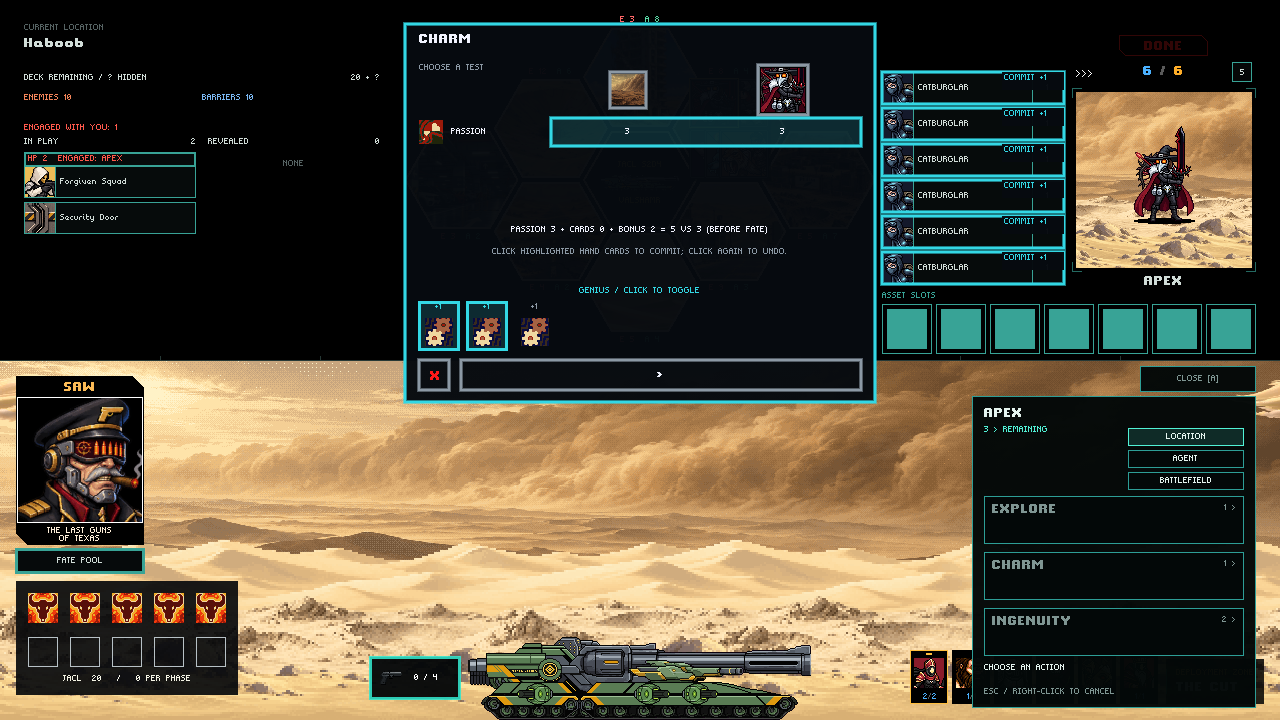 E 3 A 8
CURRENT LOCATION
Haboob
DECK REMAINING / ? HIDDEN 20 + ?
ENEMIES 10 BARRIERS 10
ENGAGED WITH YOU: 1
IN PLAY 2 REVEALED 0
HP 2 ENGAGED: APEX
Forgiven Squad
NONE
Security Door
CHARM
CHOOSE A TEST
PASSION 3 3
PASSION 3 + CARDS 0 + BONUS 2 = 5 VS 3 (BEFORE FATE)
CLICK HIGHLIGHTED HAND CARDS TO COMMIT; CLICK AGAIN TO UNDO.
GENIUS / CLICK TO TOGGLE
+1 +1 +1
X >
DONE
>>> 6 / 6 5
COMMIT +1
CATBURGLAR
COMMIT +1
CATBURGLAR
COMMIT +1
CATBURGLAR
COMMIT +1
CATBURGLAR
COMMIT +1
CATBURGLAR
COMMIT +1
CATBURGLAR
APEX
ASSET SLOTS
CLOSE [A]
SAW
THE LAST GUNS
OF TEXAS
FATE POOL
PER PHASE
0 / 4
2/2
APEX
3 > REMAINING
LOCATION
AGENT
BATTLEFIELD
EXPLORE 1 >
CHARM 1 >
INGENUITY 2 >
CHOOSE AN ACTION
ESC / RIGHT-CLICK TO CANCEL